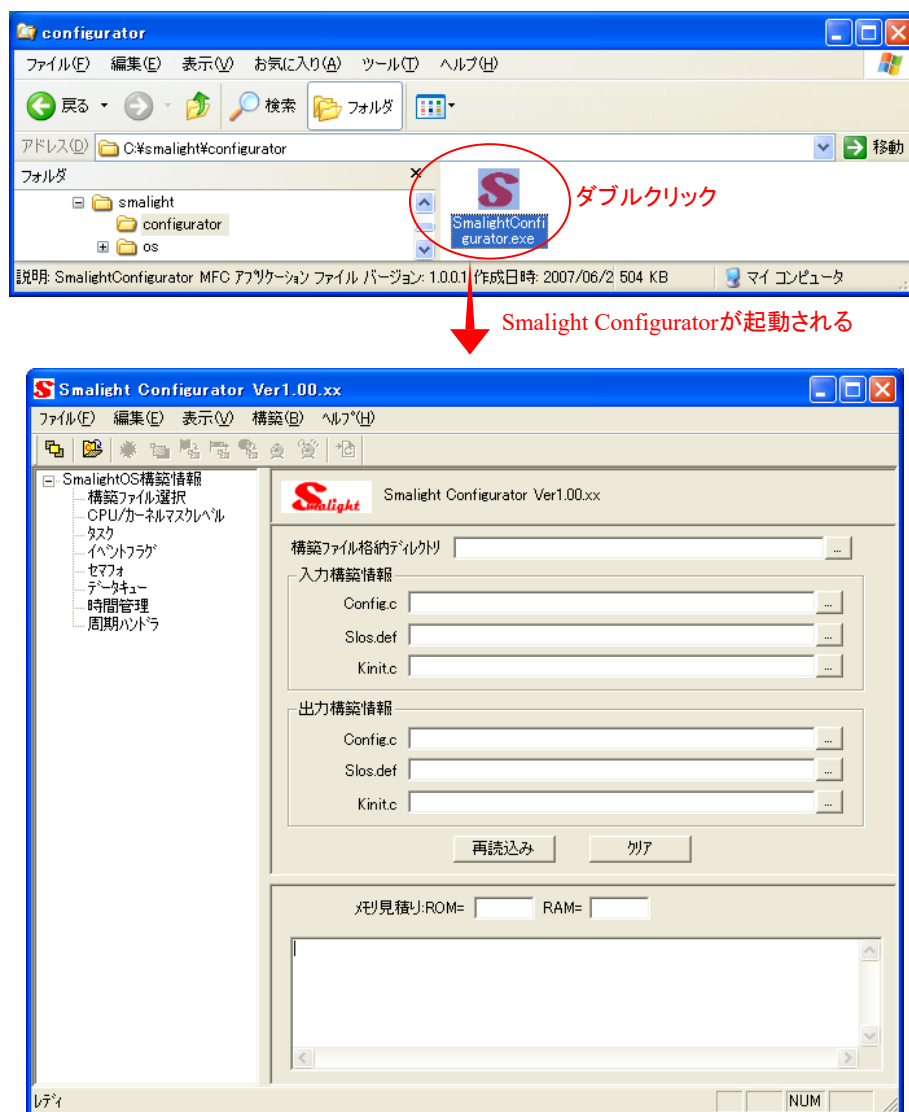 configurator
ファイル(F) 編集(E) 表示(V) お気に入り(A) ツール(T) ヘルプ(H)
戻る 検索 フォルダ
アドレス(D) C:¥smalight¥configurator 移動
フォルダ ×
smalight
configurator
os
SmalightConfi
gurator.exe
ダブルクリック
説明: SmalightConfigurator MFC アプリケーション ファイル バージョン: 1.0.0.1 作成日時: 2007/06/2 504 KB マイ コンピュータ
Smalight Configuratorが起動される
Smalight Configurator Ver1.00.xx
ファイル(F) 編集(E) 表示(V) 構築(B) ヘルプ(H)
SmalightOS構築情報
構築ファイル選択
CPU/カーネルマスクレベル
タスク
イベントフラグ
セマフォ
データキュー
時間管理
周期ハンドラ
Smalight Smalight Configurator Ver1.00.xx
構築ファイル格納ディレクトリ ...
入力構築情報
Config.c ...
Slos.def ...
Kinit.c ...
出力構築情報
Config.c ...
Slos.def ...
Kinit.c ...
再読込み クリア
メモリ見積り:ROM= RAM=
レディ NUM